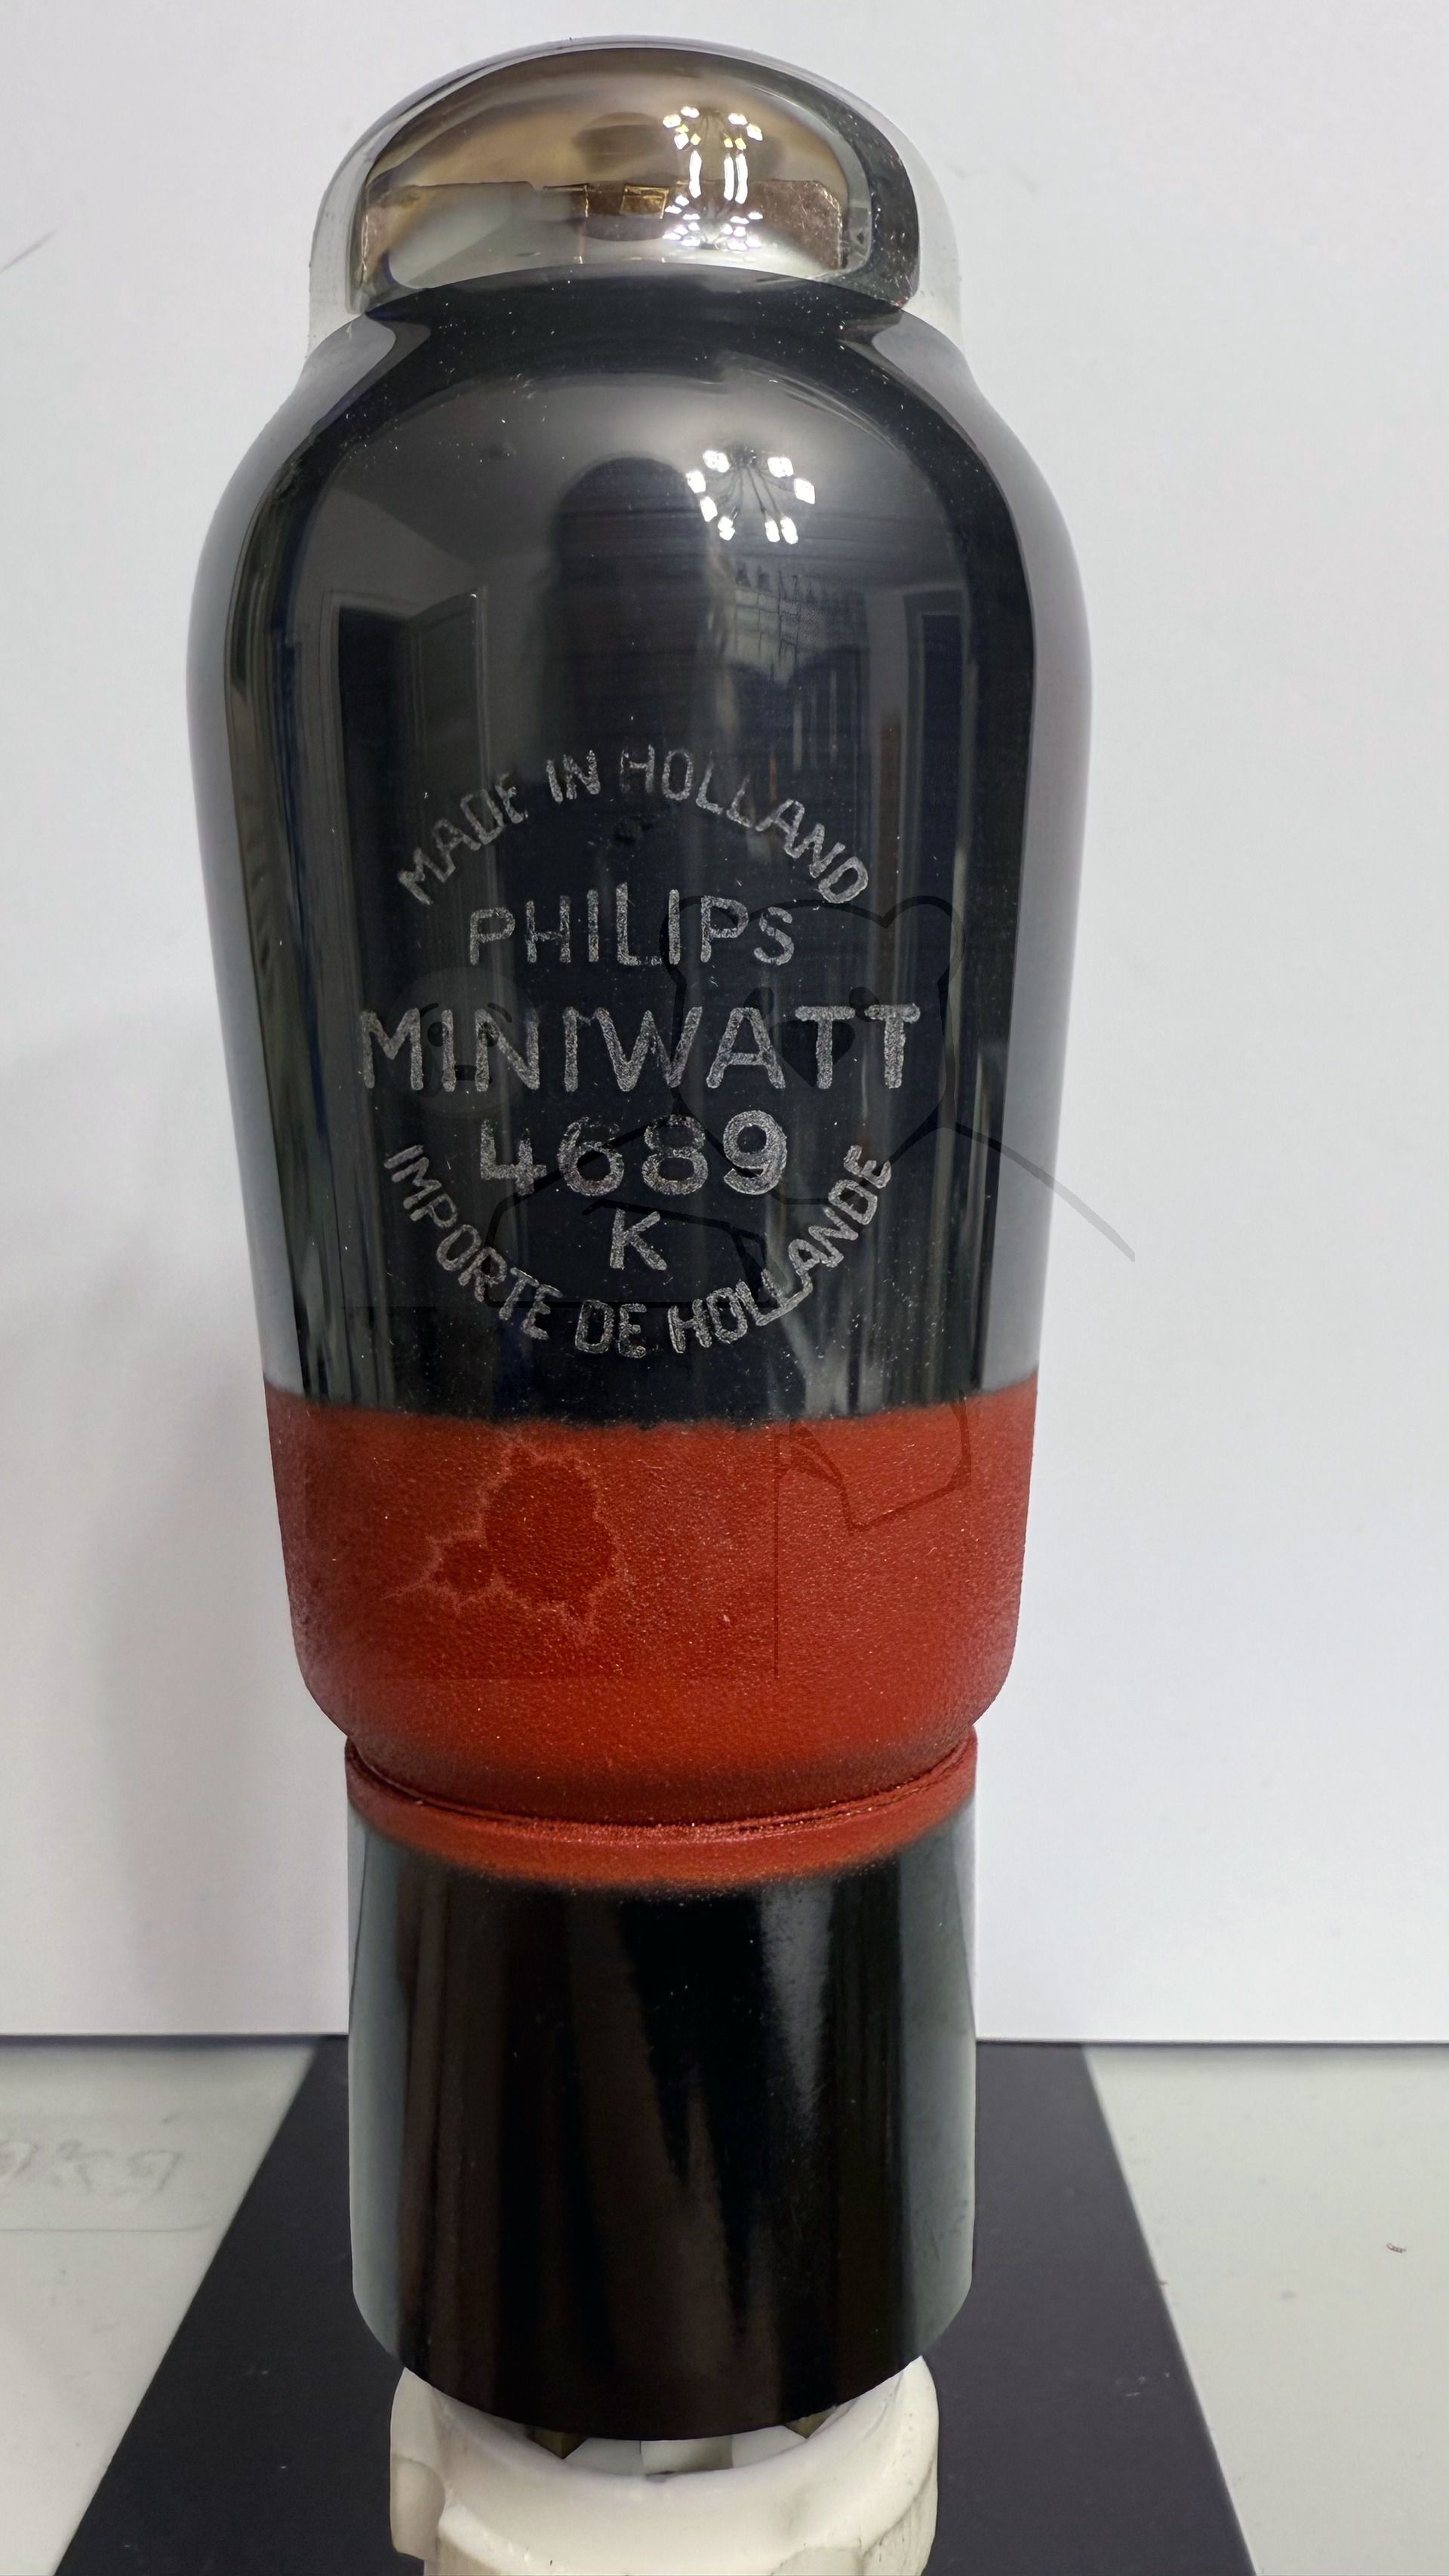 MADE IN HOLLAND
PHILIPS
MINIWATT
4689
K
IMPORTE DE HOLLANDE